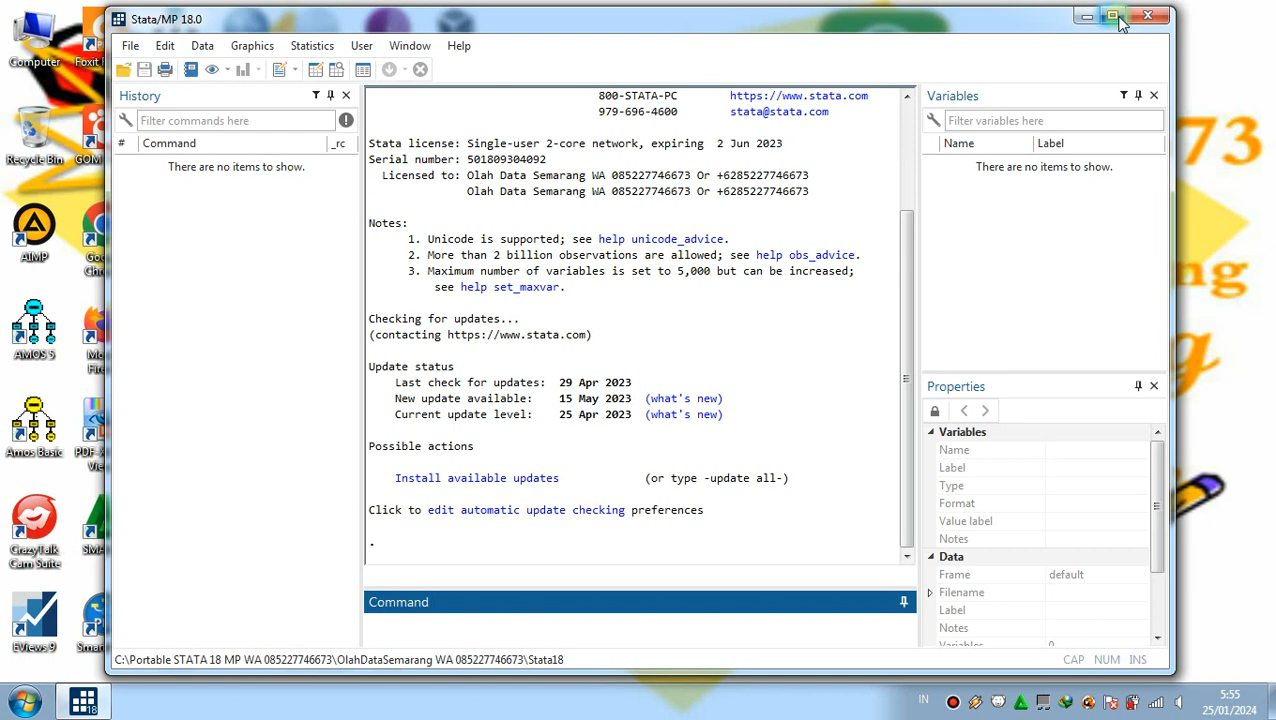 Stata/MP 18.0
File Edit Data Graphics Statistics User Window Help
History
Filter commands here
# Command _rc
There are no items to show.
800-STATA-PC https://www.stata.com
979-696-4600 stata@stata.com
Stata license: Single-user 2-core network, expiring 2 Jun 2023
Serial number: 501809304092
Licensed to: Olah Data Semarang WA 085227746673 Or +6285227746673
Olah Data Semarang WA 085227746673 Or +6285227746673
Notes:
1. Unicode is supported; see help unicode_advice.
2. More than 2 billion observations are allowed; see help obs_advice.
3. Maximum number of variables is set to 5,000 but can be increased;
see help set_maxvar.
Checking for updates...
(contacting https://www.stata.com)
Update status
Last check for updates: 29 Apr 2023
New update available: 15 May 2023 (what's new)
Current update level: 25 Apr 2023 (what's new)
Possible actions
Install available updates (or type -update all-)
Click to edit automatic update checking preferences
.
Command
Variables
Filter variables here
Name Label
There are no items to show.
Properties
Variables
Name
Label
Type
Format
Value label
Notes
Data
Frame default
Filename
Label
Notes
Variables 0
C:\Portable STATA 18 MP WA 085227746673\OlahDataSemarang WA 085227746673\Stata18
CAP NUM INS
Computer
Foxit
Recycle Bin
GOM
AIMP
AMOS 5
Amos Basic
PDF-X
CrazyTalk
Cam Suite
EViews 9
73
ng
18
IN
5:55
25/01/2024